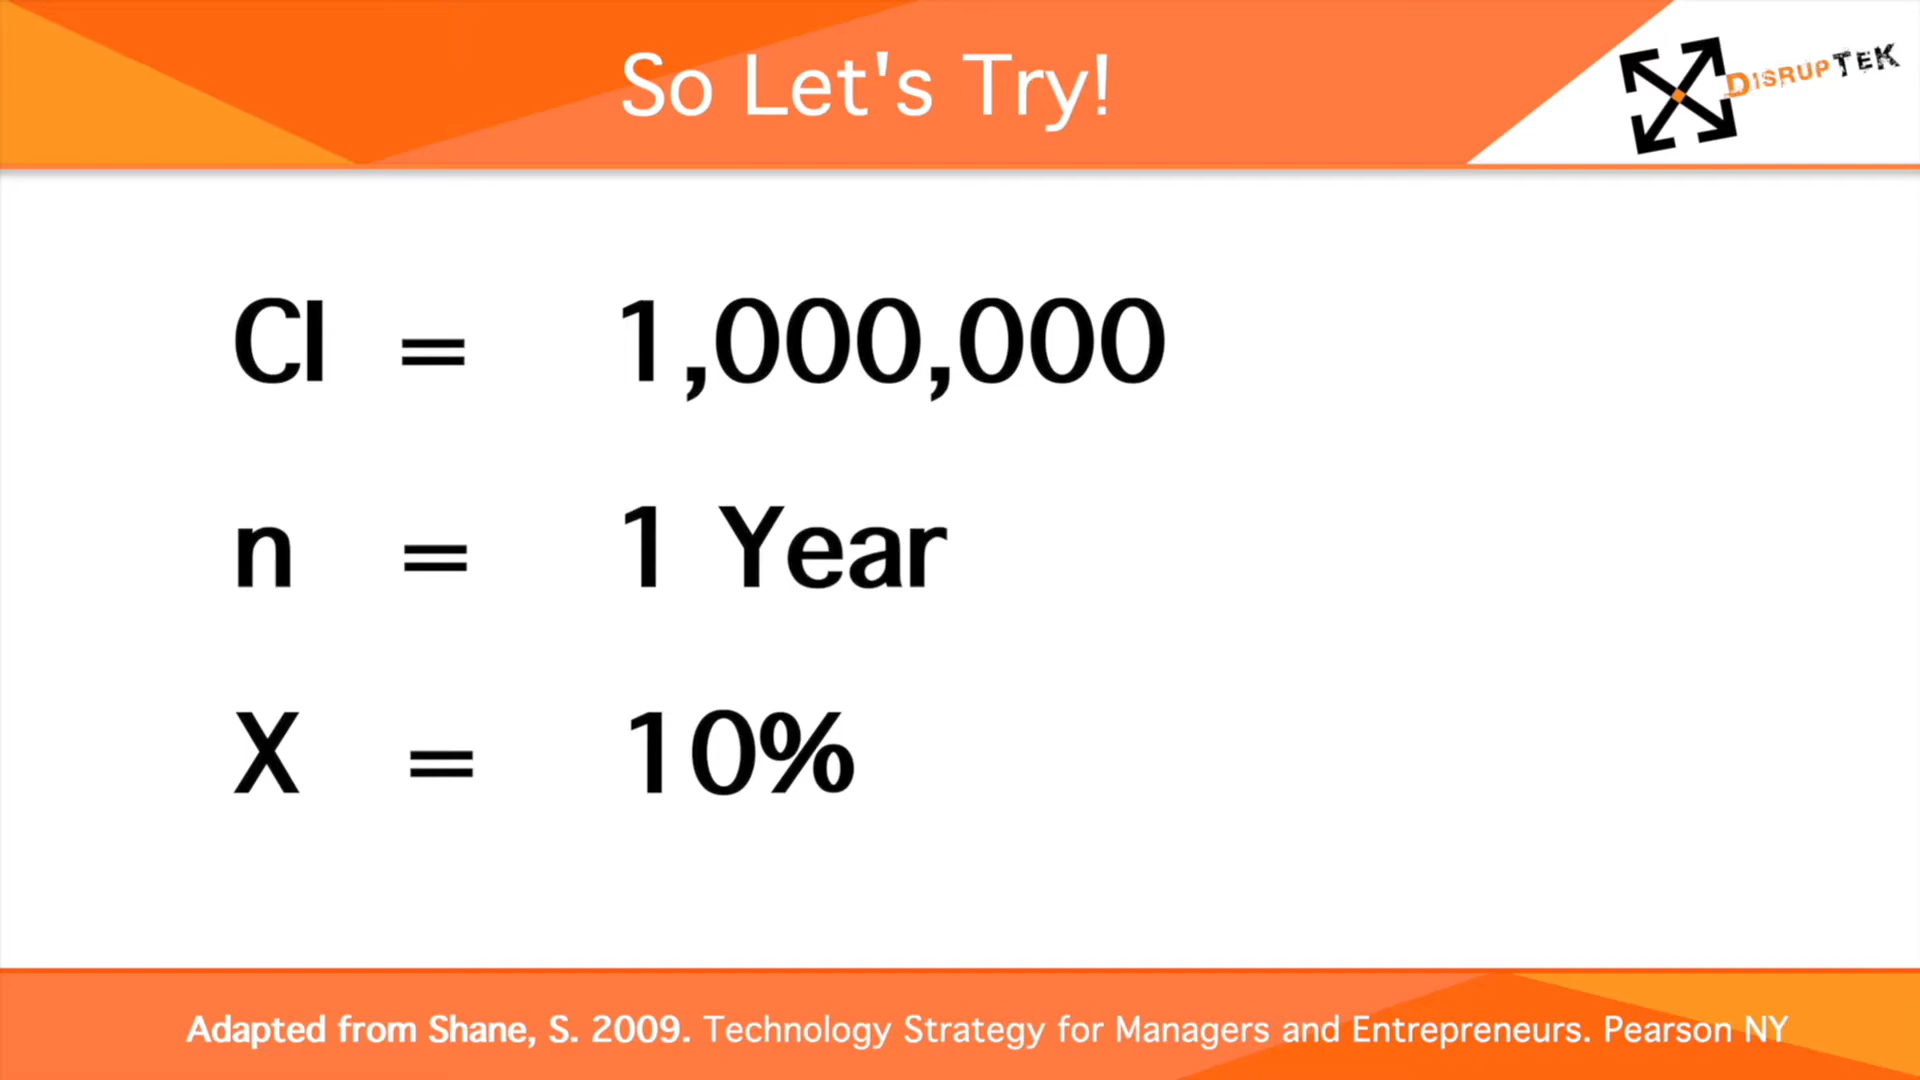 So Let's Try!
DISRUPTEK
CI = 1,000,000
n = 1 Year
X = 10%
Adapted from Shane, S. 2009. Technology Strategy for Managers and Entrepreneurs. Pearson NY